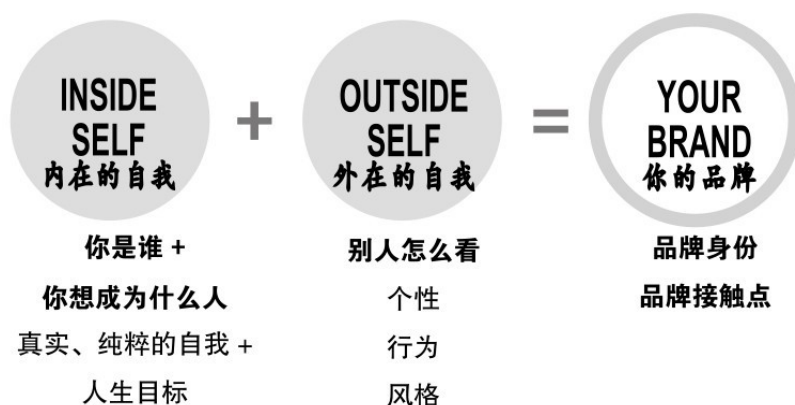 INSIDE
SELF
内在的自我
+
OUTSIDE
SELF
外在的自我
=
YOUR
BRAND
你的品牌
你是谁 +
你想成为什么人
真实、纯粹的自我 +
人生目标
别人怎么看
个性
行为
风格
品牌身份
品牌接触点